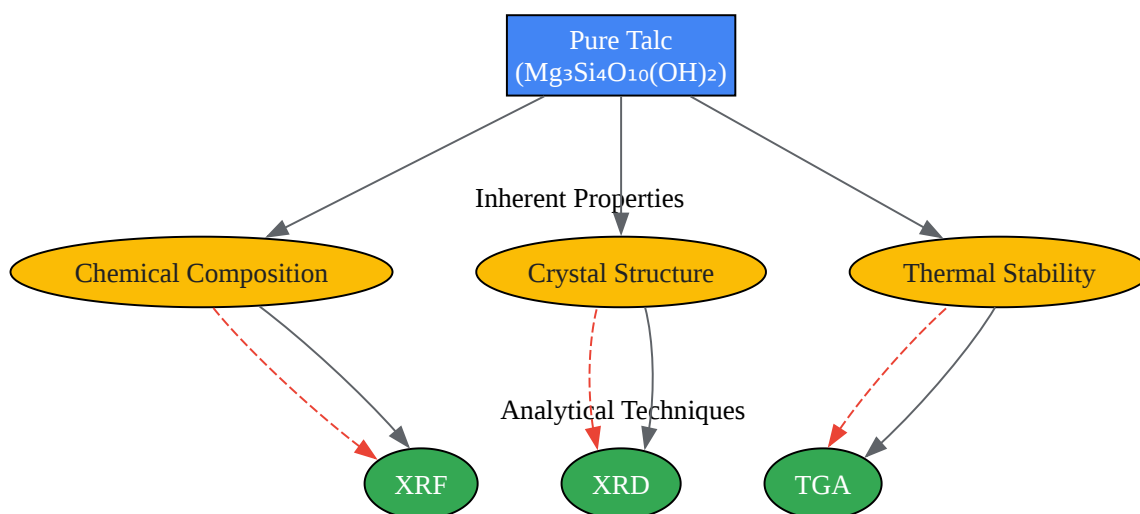 Pure Talc
(Mg₃Si₄O₁₀(OH)₂)
Inherent Properties
Chemical Composition
Crystal Structure
Thermal Stability
Analytical Techniques
XRF
XRD
TGA